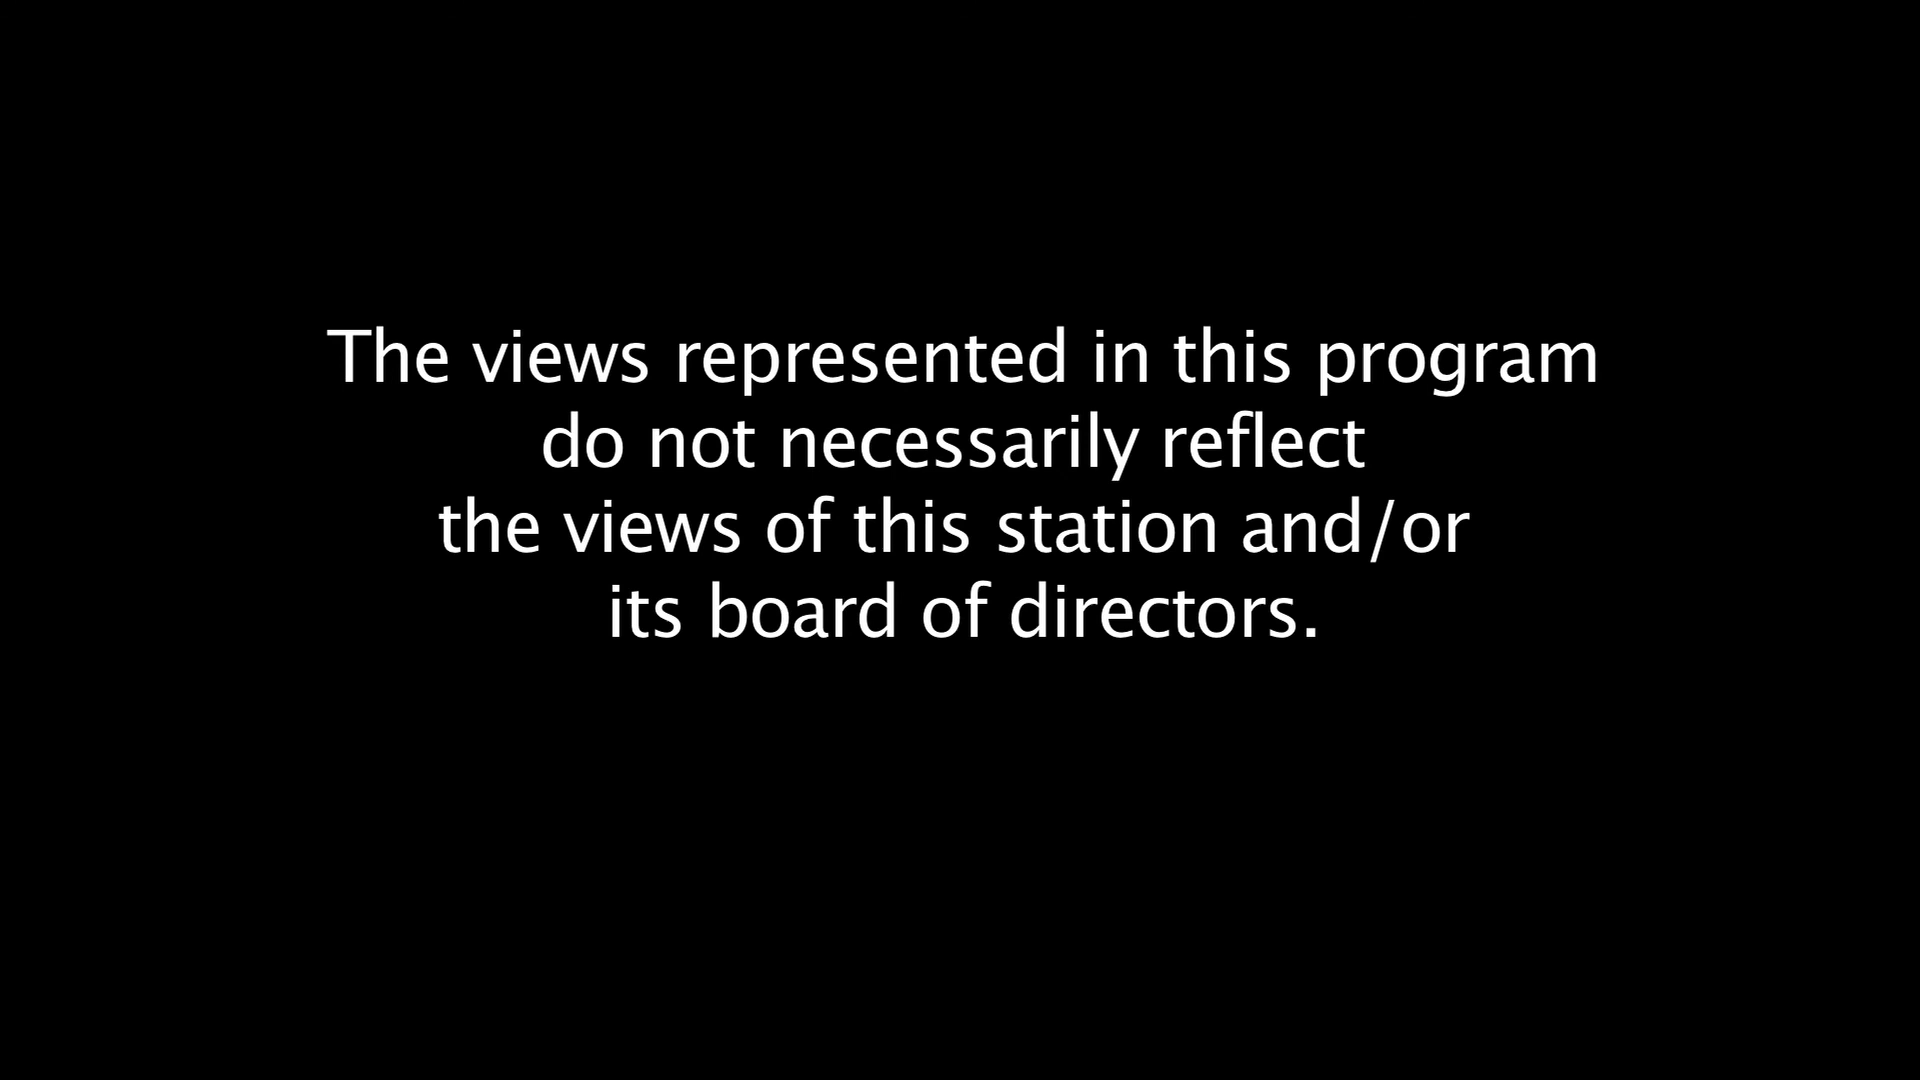 The views represented in this program
do not necessarily reflect
the views of this station and/or
its board of directors.